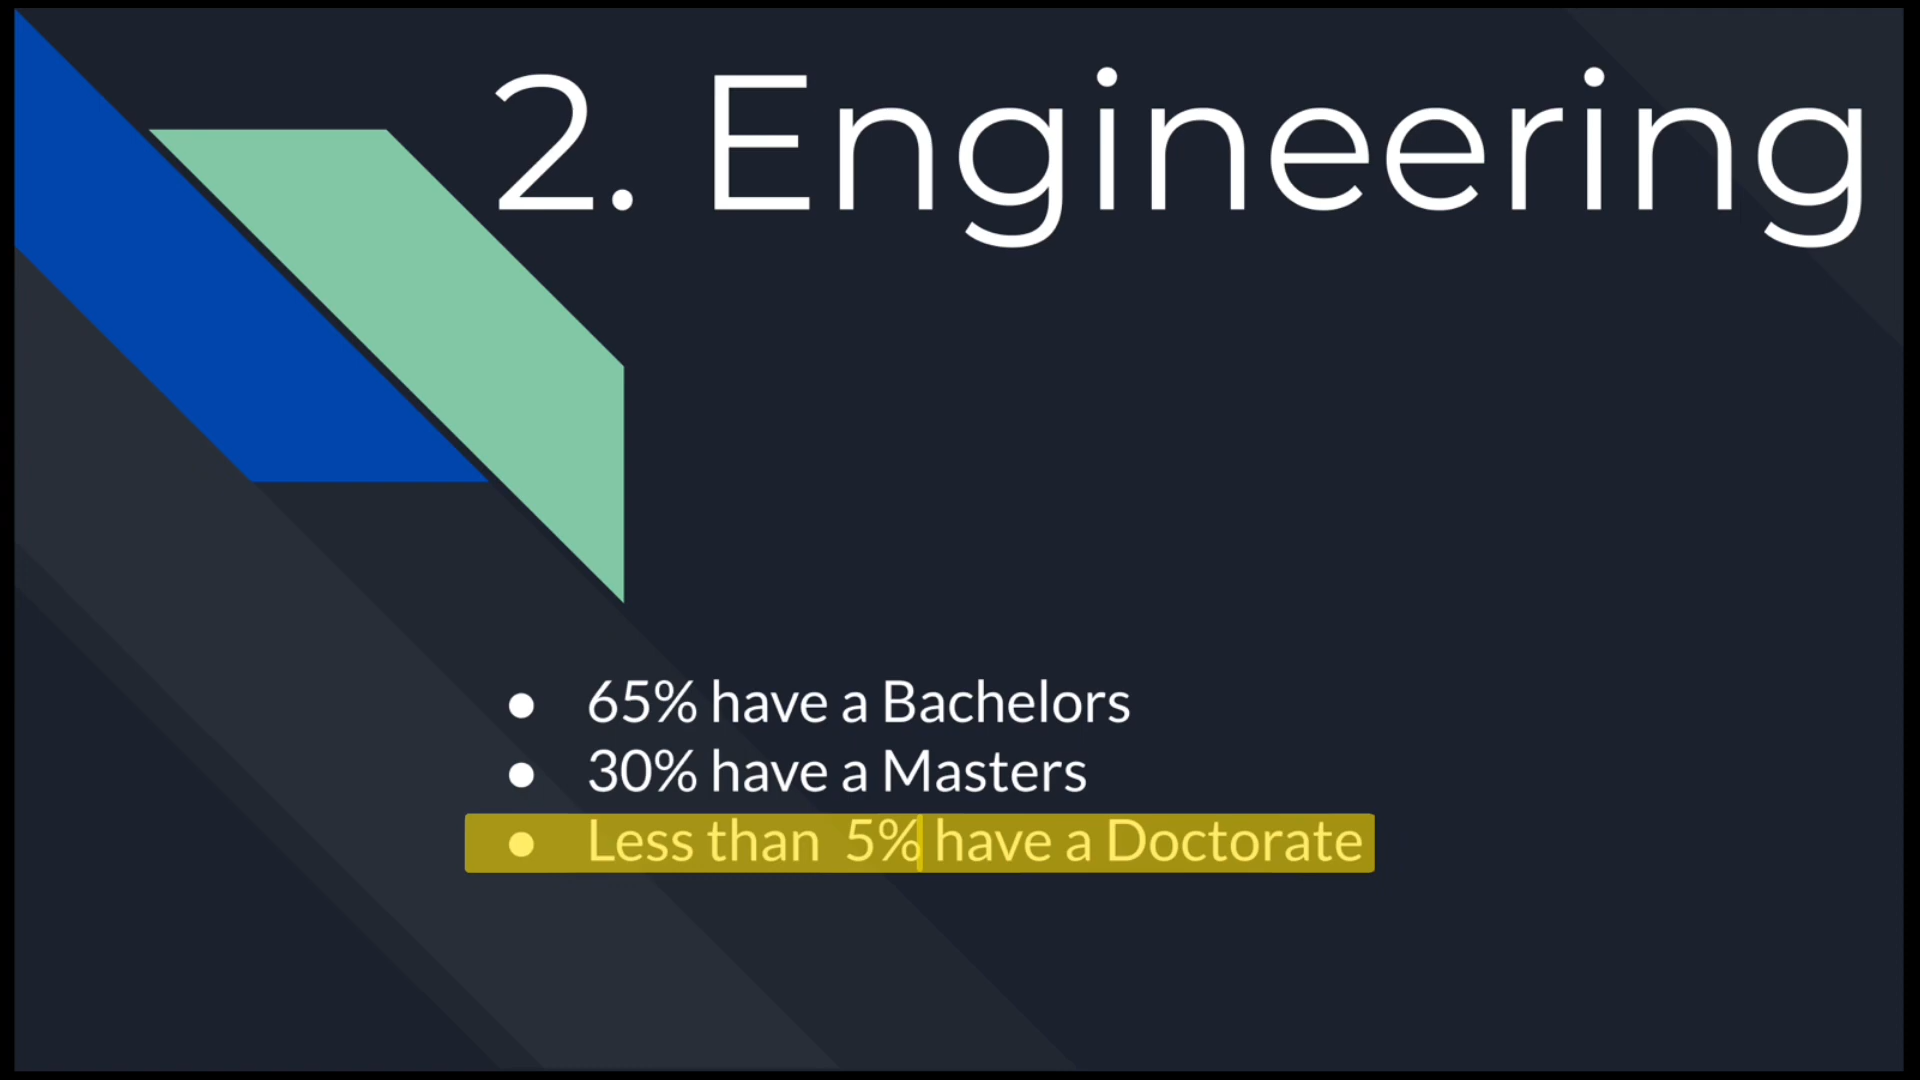 2. Engineering
● 65% have a Bachelors
● 30% have a Masters
● Less than  5% have a Doctorate